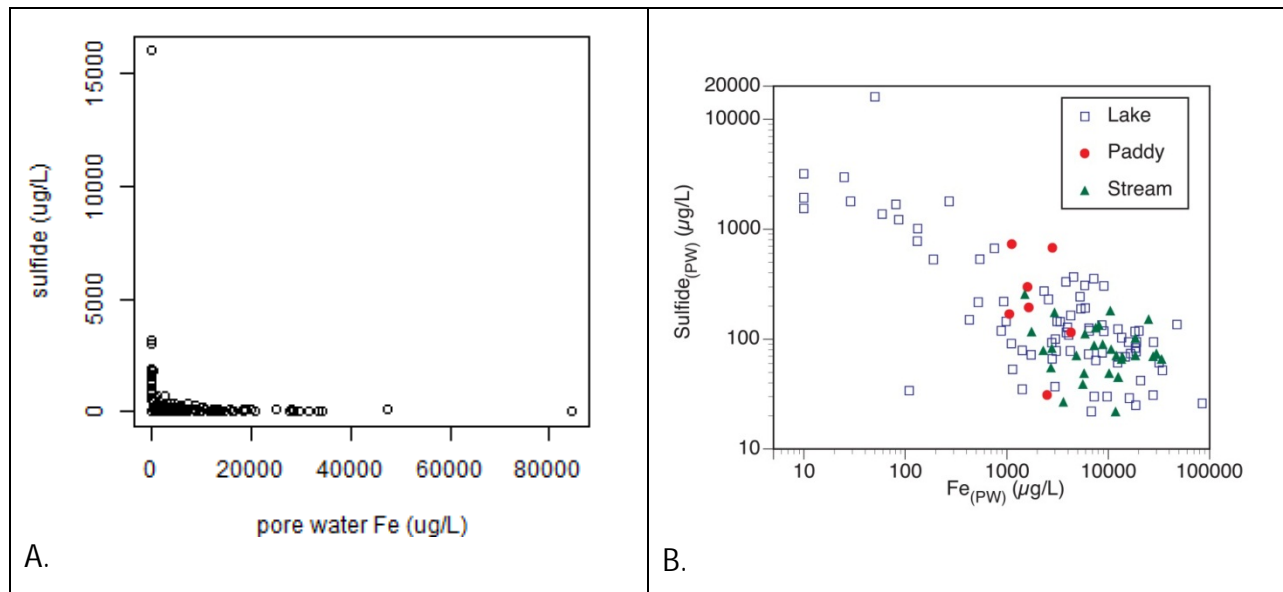 15000
10000
5000
0
sulfide (ug/L)
0 20000 40000 60000 80000
pore water Fe (ug/L)
A.
20000
10000
1000
100
10
Sulfide(PW) (µg/L)
Lake
Paddy
Stream
10 100 1000 10000 100000
Fe(PW) (µg/L)
B.